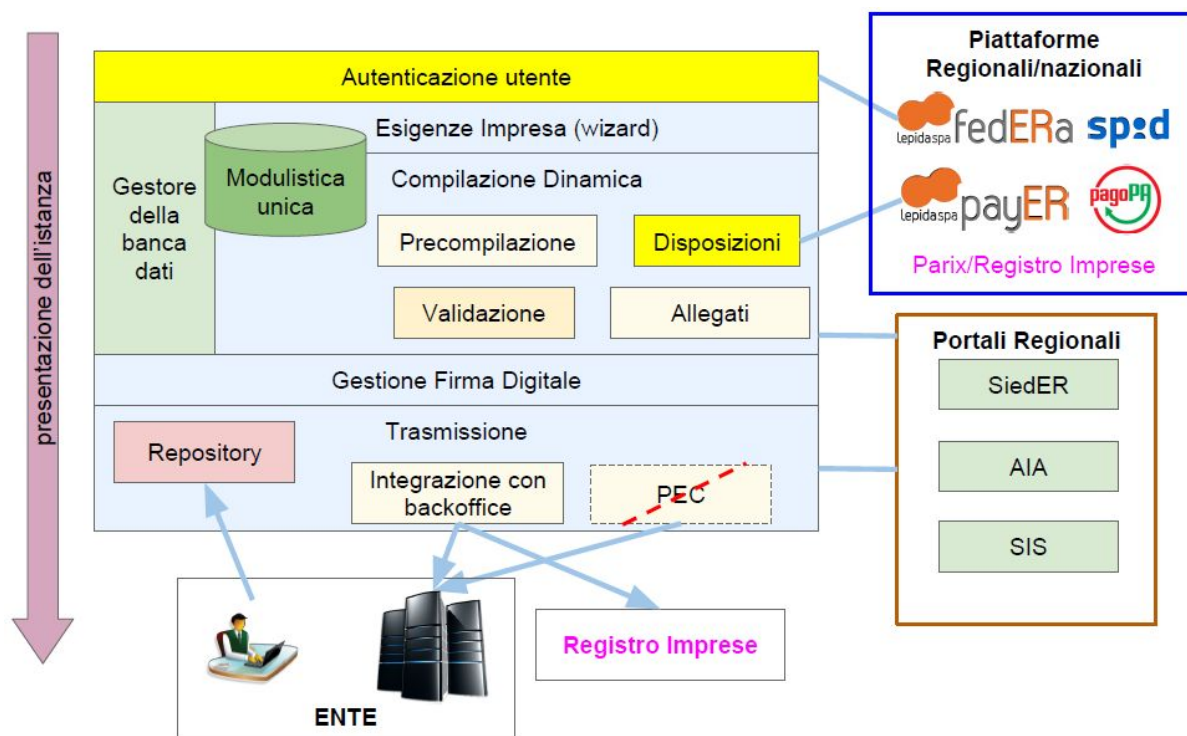 presentazione dell'istanza
Autenticazione utente
Esigenze Impresa (wizard)
Gestore
della
banca
dati
Modulistica
unica
Compilazione Dinamica
Precompilazione
Disposizioni
Validazione
Allegati
Gestione Firma Digitale
Trasmissione
Repository
Integrazione con
backoffice
PEC
ENTE
Registro Imprese
Piattaforme
Regionali/nazionali
lepidaspa
fedERa
spid
lepidaspa
payER
pagoPA
Parix/Registro Imprese
Portali Regionali
SiedER
AIA
SIS